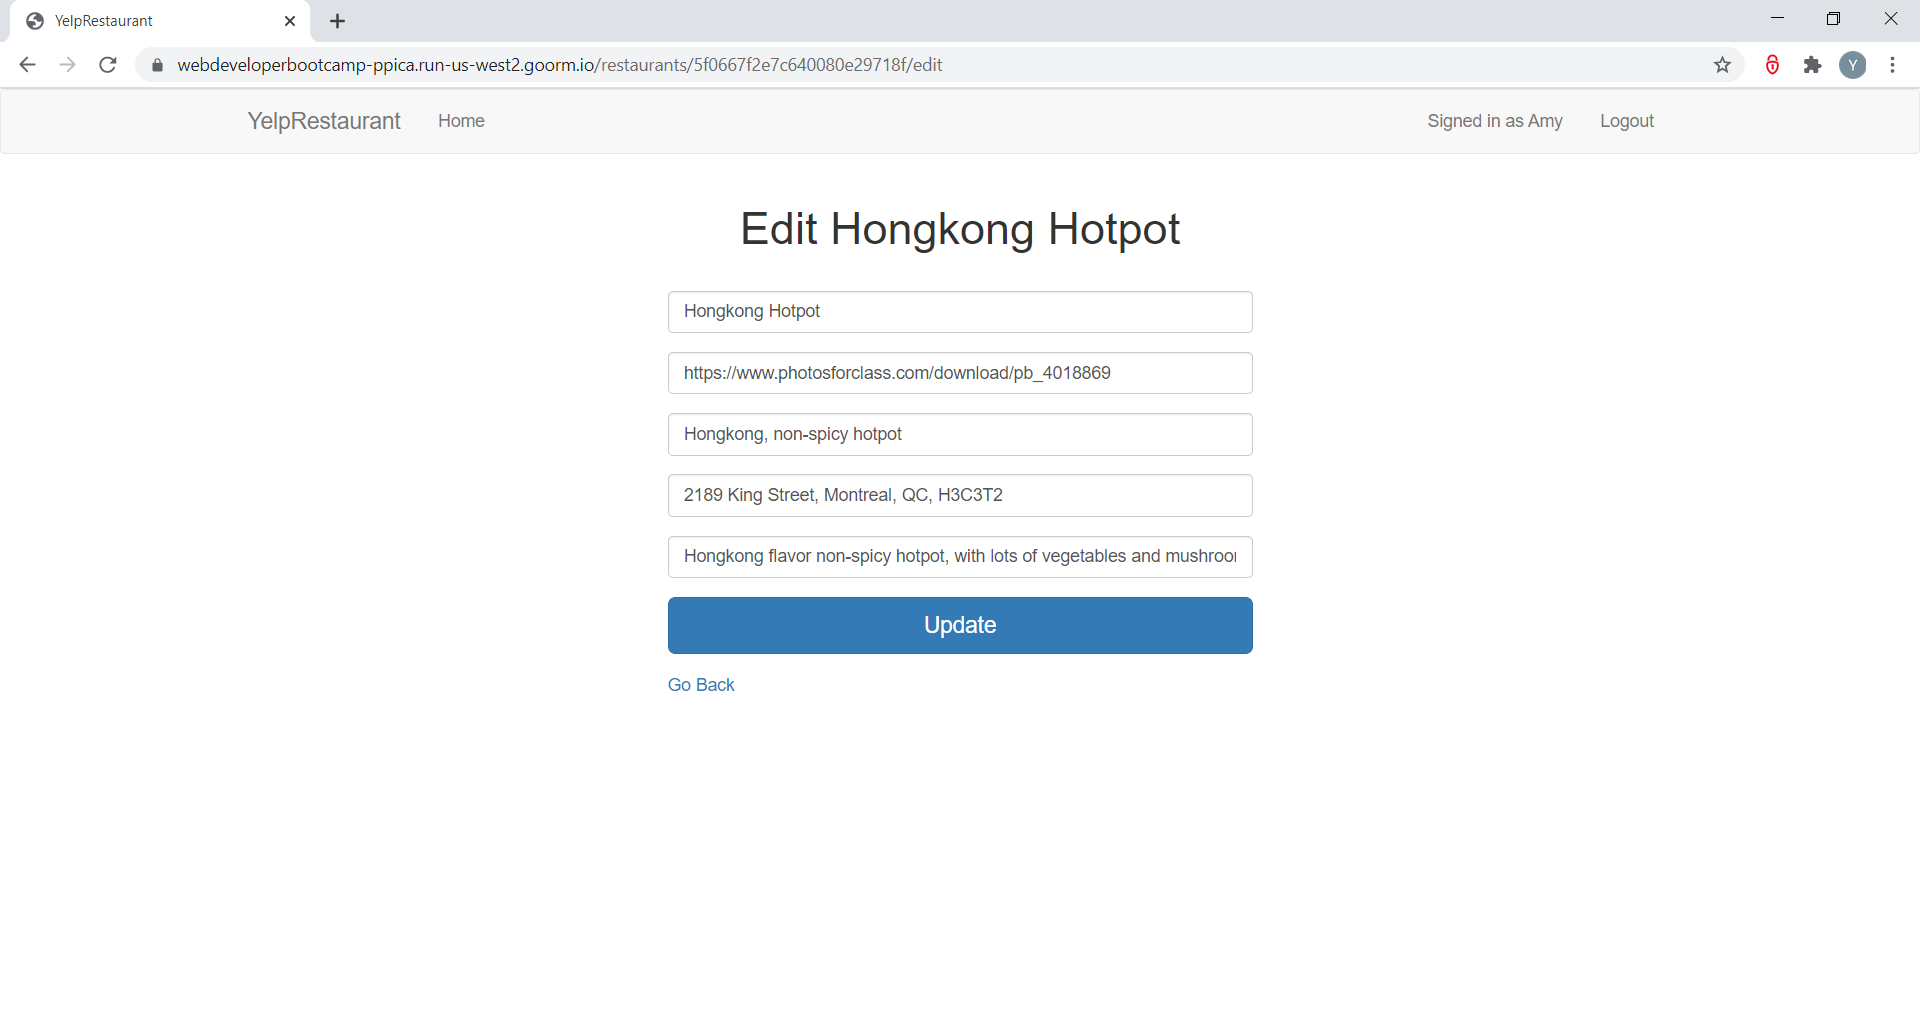 YelpRestaurant
webdeveloperbootcamp-ppica.run-us-west2.goorm.io/restaurants/5f0667f2e7c640080e29718f/edit
Y
YelpRestaurant Home Signed in as Amy Logout
Edit Hongkong Hotpot
Hongkong Hotpot
https://www.photosforclass.com/download/pb_4018869
Hongkong, non-spicy hotpot
2189 King Street, Montreal, QC, H3C3T2
Hongkong flavor non-spicy hotpot, with lots of vegetables and
Update
Go Back